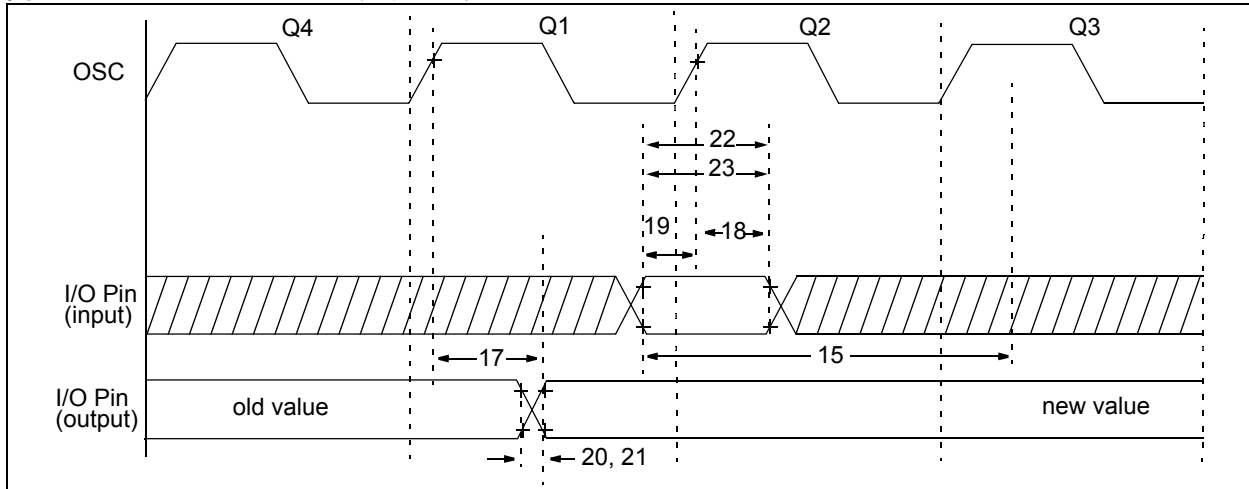 Q4 Q1 Q2 Q3
OSC
22
23
19 18
I/O Pin
(input)
17 15
I/O Pin
(output)
old value new value
20, 21